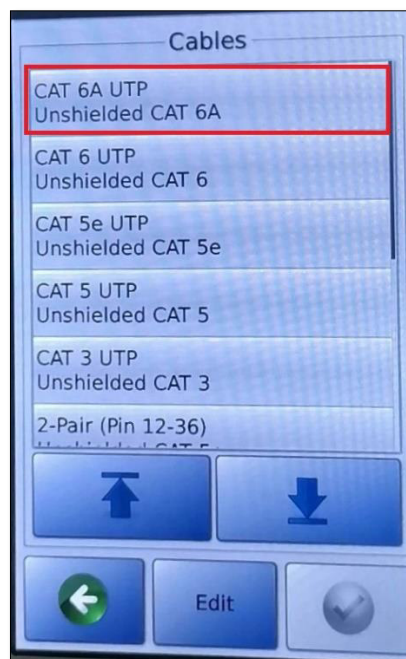 Cables
CAT 6A UTP
Unshielded CAT 6A
CAT 6 UTP
Unshielded CAT 6
CAT 5e UTP
Unshielded CAT 5e
CAT 5 UTP
Unshielded CAT 5
CAT 3 UTP
Unshielded CAT 3
2-Pair (Pin 12-36)
Edit